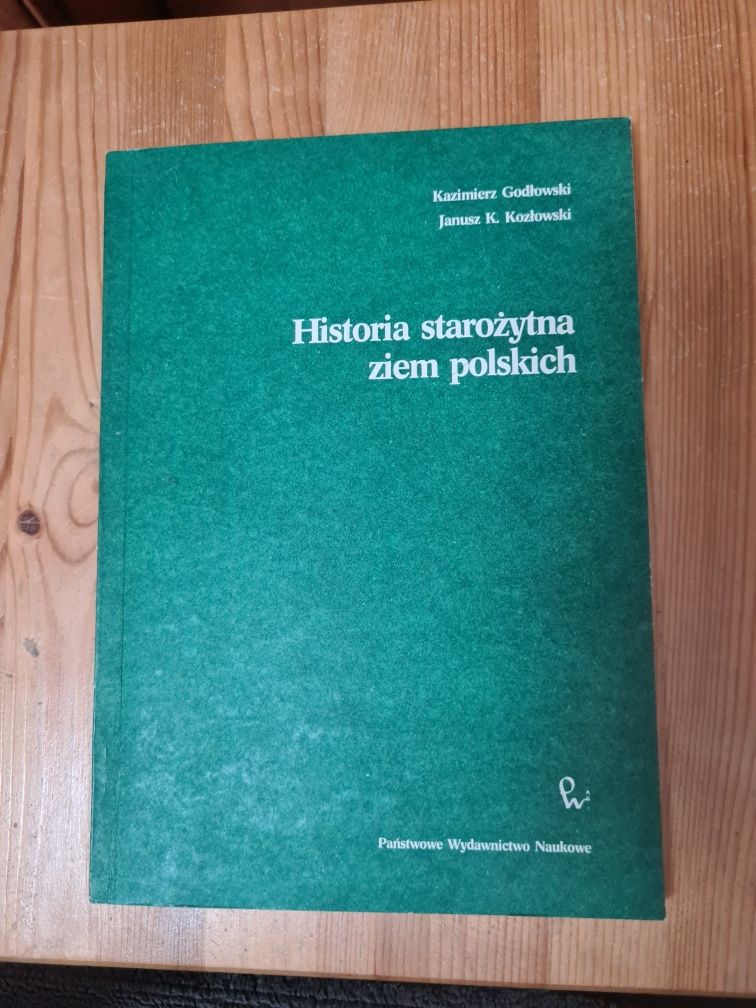 Kazimierz Godłowski
Janusz K. Kozłowski
Historia starożytna
ziem polskich
Państwowe Wydawnictwo Naukowe